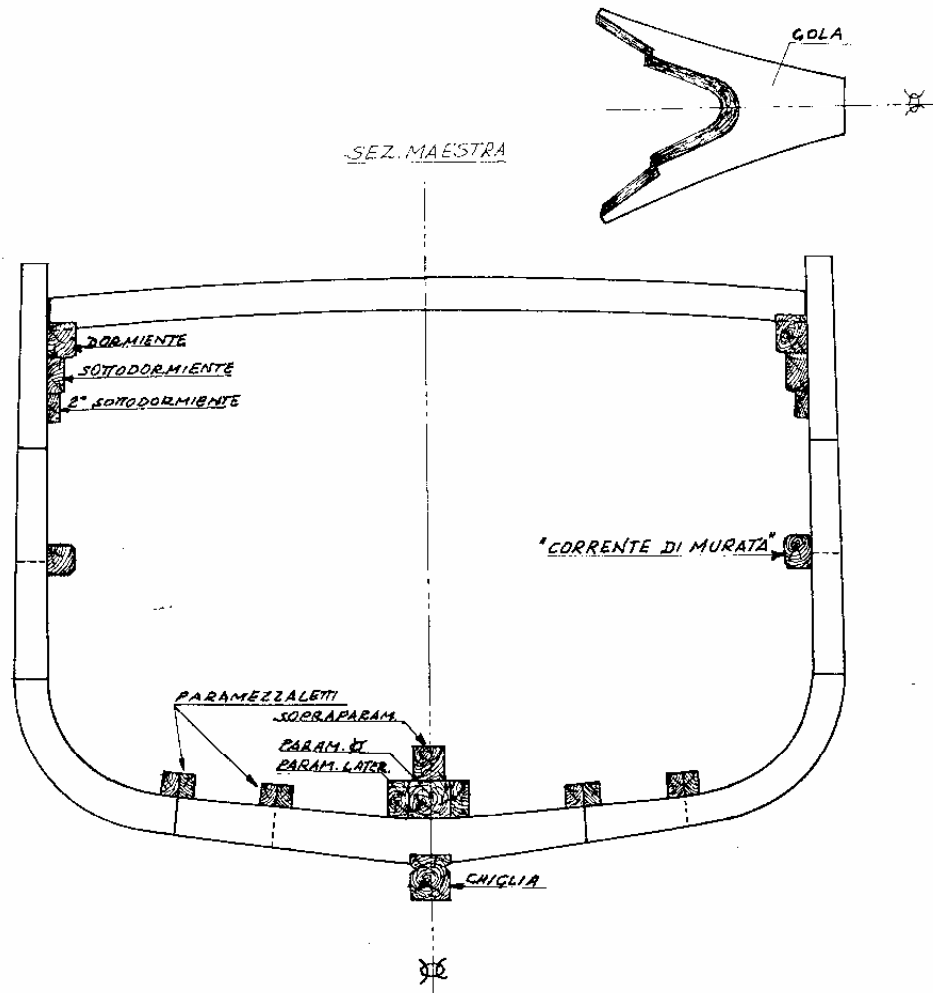 GOLA
SEZ. MAESTRA
DORMIENTE
SOTTODORMIENTE
2° SOTTODORMIENTE
"CORRENTE DI MURATA"
PARAMEZZALETTI
SOPRAPARAM.
PARAM.
PARAM. LATER.
CHIGLIA